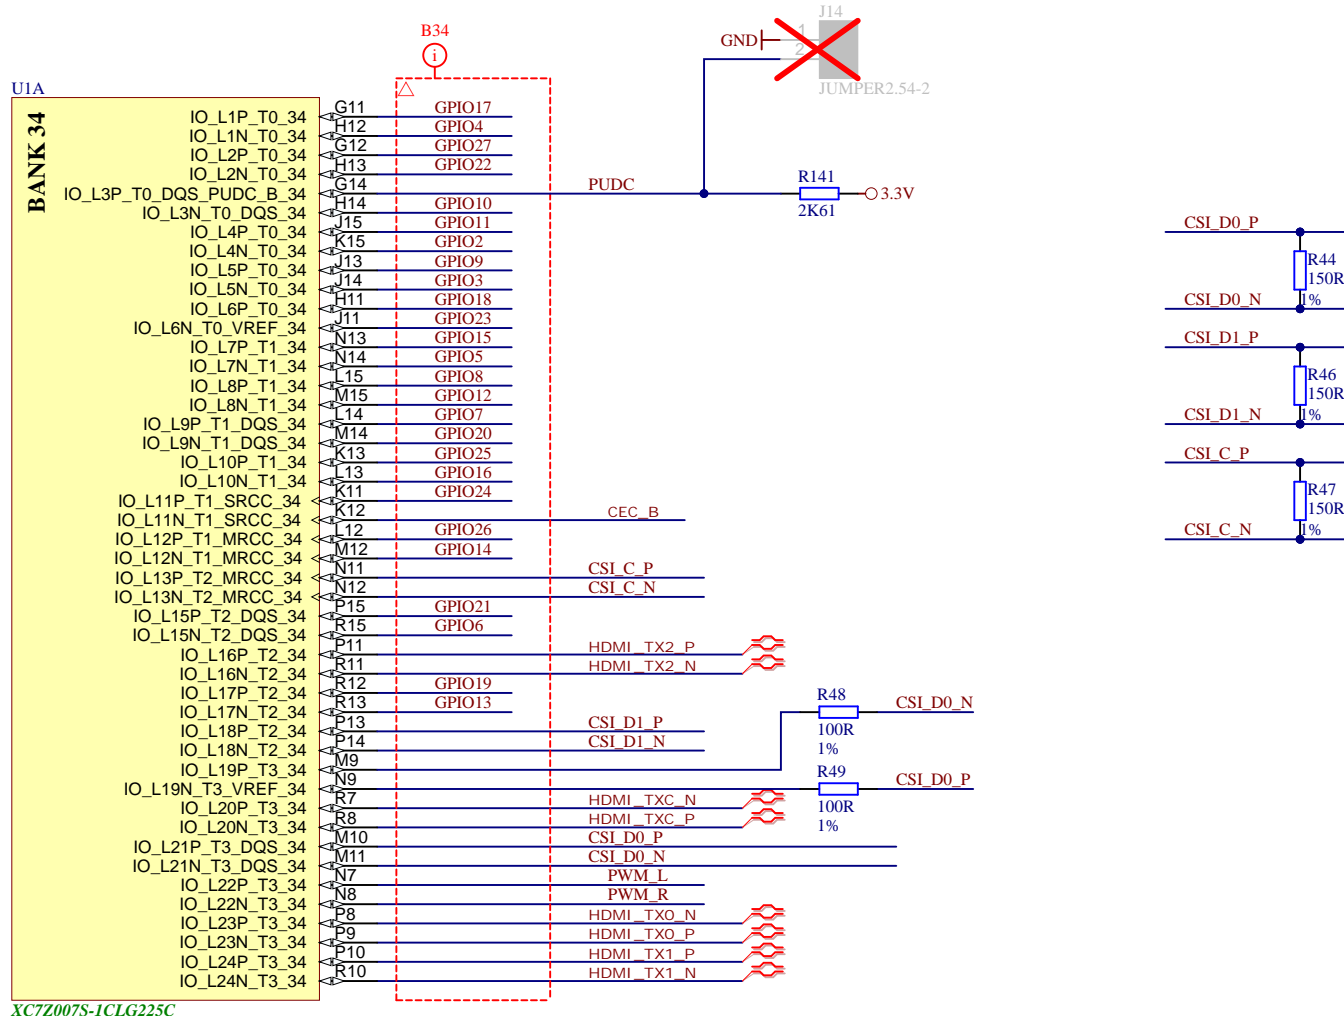 J14
1
2
GND
JUMPER2.54-2
B34
i
U1A
BANK 34
IO_L1P_T0_34 G11 GPIO17
IO_L1N_T0_34 H12 GPIO4
IO_L2P_T0_34 G12 GPIO27
IO_L2N_T0_34 H13 GPIO22
IO_L3P_T0_DQS_PUDC_B_34 G14 PUDC
R141
2K61
3.3V
IO_L3N_T0_DQS_34 H14 GPIO10
IO_L4P_T0_34 J15 GPIO11
IO_L4N_T0_34 K15 GPIO2
IO_L5P_T0_34 J13 GPIO9
IO_L5N_T0_34 J14 GPIO3
IO_L6P_T0_34 H11 GPIO18
IO_L6N_T0_VREF_34 J11 GPIO23
IO_L7P_T1_34 N13 GPIO15
IO_L7N_T1_34 N14 GPIO5
IO_L8P_T1_34 L15 GPIO8
IO_L8N_T1_34 M15 GPIO12
IO_L9P_T1_DQS_34 L14 GPIO7
IO_L9N_T1_DQS_34 M14 GPIO20
IO_L10P_T1_34 K13 GPIO25
IO_L10N_T1_34 L13 GPIO16
IO_L11P_T1_SRCC_34 K11 GPIO24
IO_L11N_T1_SRCC_34 K12 CEC_B
IO_L12P_T1_MRCC_34 L12 GPIO26
IO_L12N_T1_MRCC_34 M12 GPIO14
IO_L13P_T2_MRCC_34 N11 CSI_C_P
IO_L13N_T2_MRCC_34 N12 CSI_C_N
IO_L15P_T2_DQS_34 P15 GPIO21
IO_L15N_T2_DQS_34 R15 GPIO6
IO_L16P_T2_34 P11 HDMI_TX2_P
IO_L16N_T2_34 R11 HDMI_TX2_N
IO_L17P_T2_34 R12 GPIO19
IO_L17N_T2_34 R13 GPIO13
IO_L18P_T2_34 P13 CSI_D1_P
IO_L18N_T2_34 P14 CSI_D1_N
IO_L19P_T3_34 M9
R48
100R
1%
CSI_D0_N
IO_L19N_T3_VREF_34 N9
R49
100R
1%
CSI_D0_P
IO_L20P_T3_34 R7 HDMI_TXC_N
IO_L20N_T3_34 R8 HDMI_TXC_P
IO_L21P_T3_DQS_34 M10 CSI_D0_P
IO_L21N_T3_DQS_34 M11 CSI_D0_N
IO_L22P_T3_34 N7 PWM_L
IO_L22N_T3_34 N8 PWM_R
IO_L23P_T3_34 P8 HDMI_TX0_N
IO_L23N_T3_34 P9 HDMI_TX0_P
IO_L24P_T3_34 P10 HDMI_TX1_P
IO_L24N_T3_34 R10 HDMI_TX1_N
XC7Z007S-1CLG225C
CSI_D0_P
R44
150R
1%
CSI_D0_N
CSI_D1_P
R46
150R
1%
CSI_D1_N
CSI_C_P
R47
150R
1%
CSI_C_N